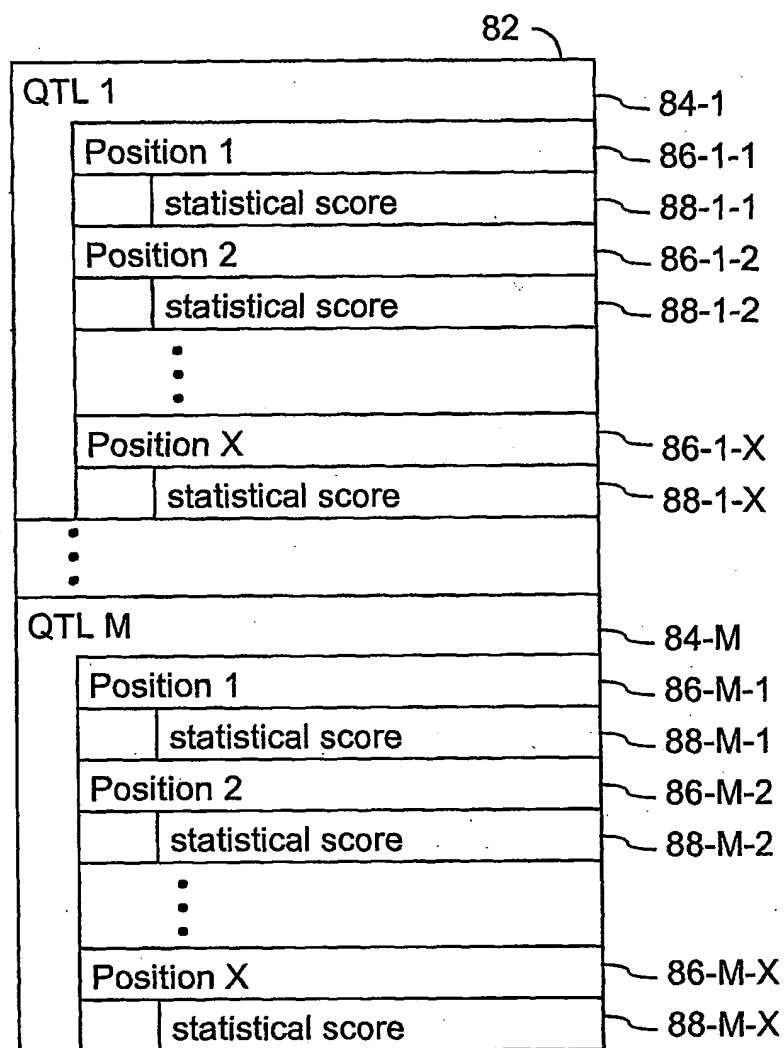 82
QTL 1
84-1
Position 1
86-1-1
statistical score
88-1-1
Position 2
86-1-2
statistical score
88-1-2
Position X
86-1-X
statistical score
88-1-X
QTL M
84-M
Position 1
86-M-1
statistical score
88-M-1
Position 2
86-M-2
statistical score
88-M-2
Position X
86-M-X
statistical score
88-M-X